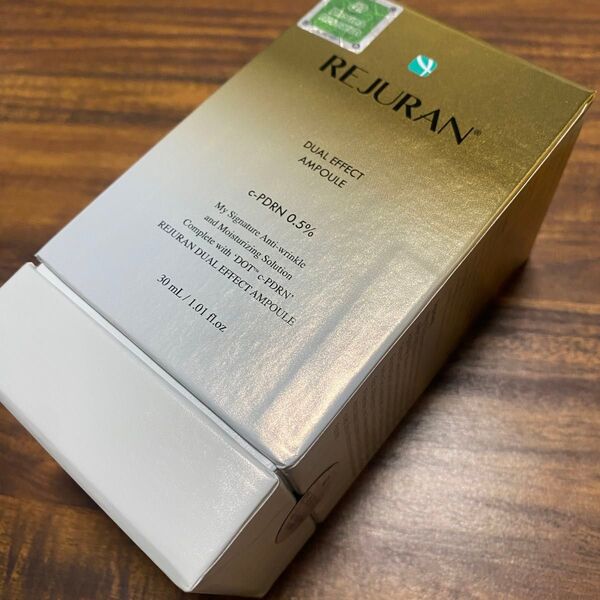 REJURAN®
DUAL EFFECT
AMPOULE
c-PDRN 0.5%
My Signature Anti-wrinkle
and Moisturizing Solution
Complete with 'DOT™ c-PDRN'
REJURAN DUAL EFFECT AMPOULE
30 mL / 1.01 fl.oz